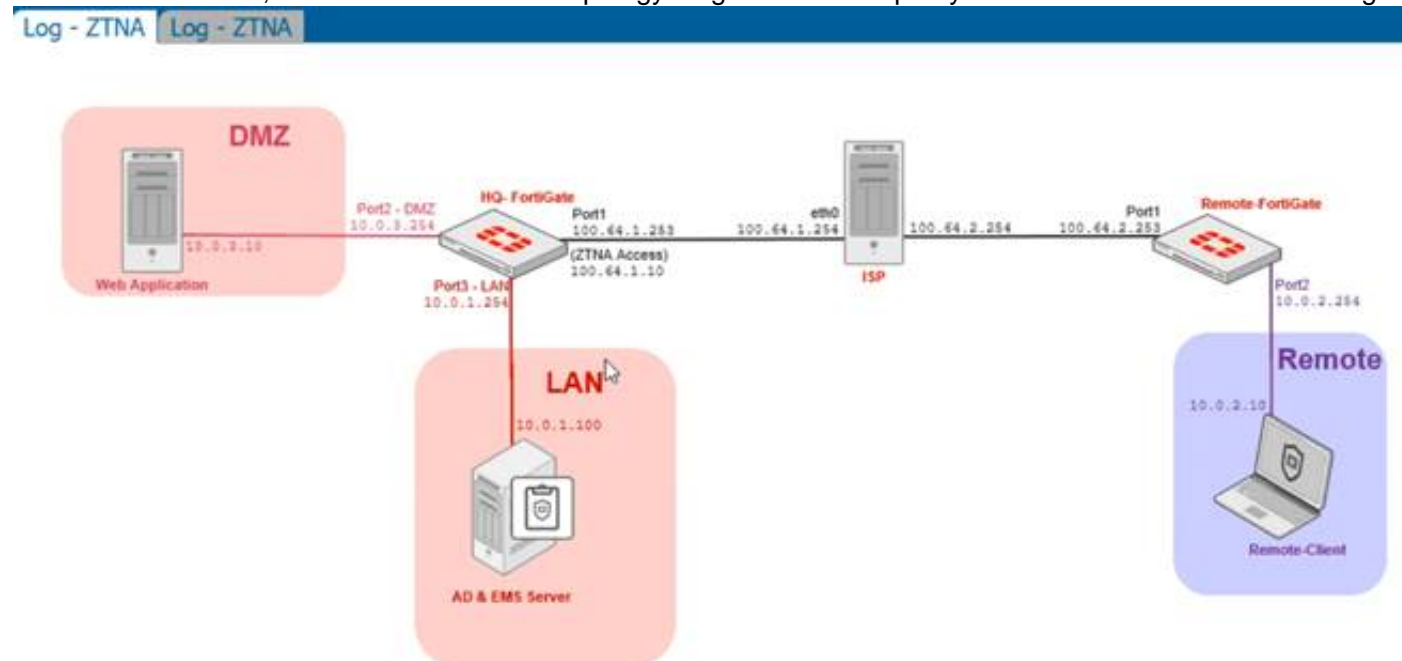 Log - ZTNA
Log - ZTNA
DMZ
HQ- FortiGate
Port2 - DMZ
10.0.3.254
Port1
100.64.1.253
eth0
100.64.1.254
100.64.2.254
Port1
100.64.2.253
Remote-FortiGate
10.0.3.10
(ZTNA Access)
100.64.1.10
Web Application
ISP
Port3 - LAN
10.0.1.254
Port2
10.0.2.254
LAN
Remote
10.0.2.10
10.0.1.100
Remote-Client
AD & EMS Server